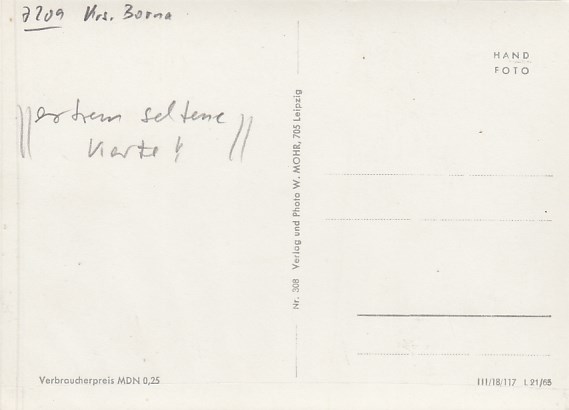 7209 Krs. Borna
extrem seltene
Karte!
HAND
FOTO
Nr. 308 Verlag und Photo W. MOHR, 705 Leipzig
Verbraucherpreis MDN 0,25
III/18/117 L 21/65